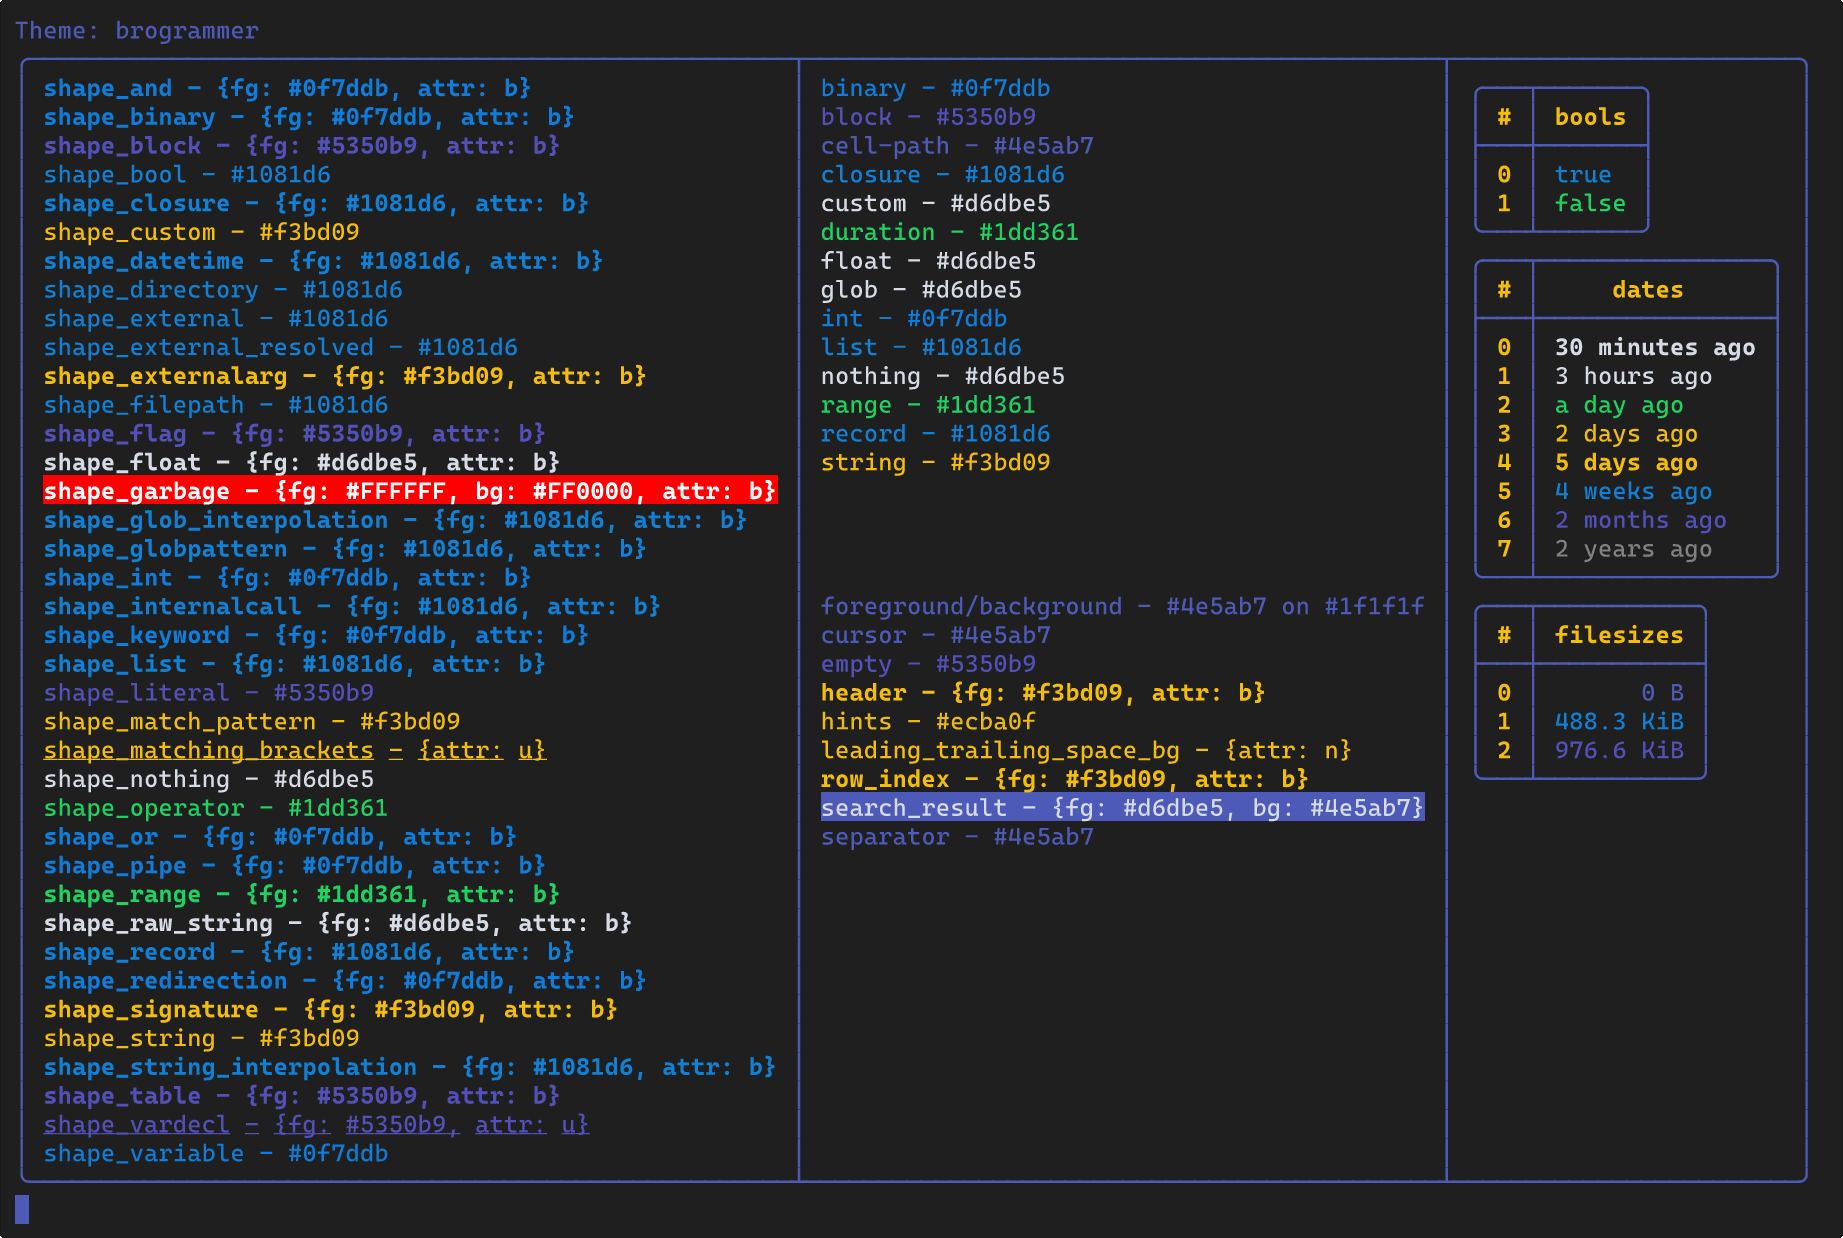 Theme: brogrammer
shape_and - {fg: #0f7ddb, attr: b}
shape_binary - {fg: #0f7ddb, attr: b}
shape_block - {fg: #5350b9, attr: b}
shape_bool - #1081d6
shape_closure - {fg: #1081d6, attr: b}
shape_custom - #f3bd09
shape_datetime - {fg: #1081d6, attr: b}
shape_directory - #1081d6
shape_external - #1081d6
shape_external_resolved - #1081d6
shape_externalarg - {fg: #f3bd09, attr: b}
shape_filepath - #1081d6
shape_flag - {fg: #5350b9, attr: b}
shape_float - {fg: #d6dbe5, attr: b}
shape_garbage - {fg: #FFFFFF, bg: #FF0000, attr: b}
shape_glob_interpolation - {fg: #1081d6, attr: b}
shape_globpattern - {fg: #1081d6, attr: b}
shape_int - {fg: #0f7ddb, attr: b}
shape_internalcall - {fg: #1081d6, attr: b}
shape_keyword - {fg: #0f7ddb, attr: b}
shape_list - {fg: #1081d6, attr: b}
shape_literal - #5350b9
shape_match_pattern - #f3bd09
shape_matching_brackets - {attr: u}
shape_nothing - #d6dbe5
shape_operator - #1dd361
shape_or - {fg: #0f7ddb, attr: b}
shape_pipe - {fg: #0f7ddb, attr: b}
shape_range - {fg: #1dd361, attr: b}
shape_raw_string - {fg: #d6dbe5, attr: b}
shape_record - {fg: #1081d6, attr: b}
shape_redirection - {fg: #0f7ddb, attr: b}
shape_signature - {fg: #f3bd09, attr: b}
shape_string - #f3bd09
shape_string_interpolation - {fg: #1081d6, attr: b}
shape_table - {fg: #5350b9, attr: b}
shape_vardecl - {fg: #5350b9, attr: u}
shape_variable - #0f7ddb
binary - #0f7ddb
block - #5350b9
cell-path - #4e5ab7
closure - #1081d6
custom - #d6dbe5
duration - #1dd361
float - #d6dbe5
glob - #d6dbe5
int - #0f7ddb
list - #1081d6
nothing - #d6dbe5
range - #1dd361
record - #1081d6
string - #f3bd09
foreground/background - #4e5ab7 on #1f1f1f
cursor - #4e5ab7
empty - #5350b9
header - {fg: #f3bd09, attr: b}
hints - #ecba0f
leading_trailing_space_bg - {attr: n}
row_index - {fg: #f3bd09, attr: b}
search_result - {fg: #d6dbe5, bg: #4e5ab7}
separator - #4e5ab7
# bools
0 true
1 false
# dates
0 30 minutes ago
1 3 hours ago
2 a day ago
3 2 days ago
4 5 days ago
5 4 weeks ago
6 2 months ago
7 2 years ago
# filesizes
0 0 B
1 488.3 KiB
2 976.6 KiB